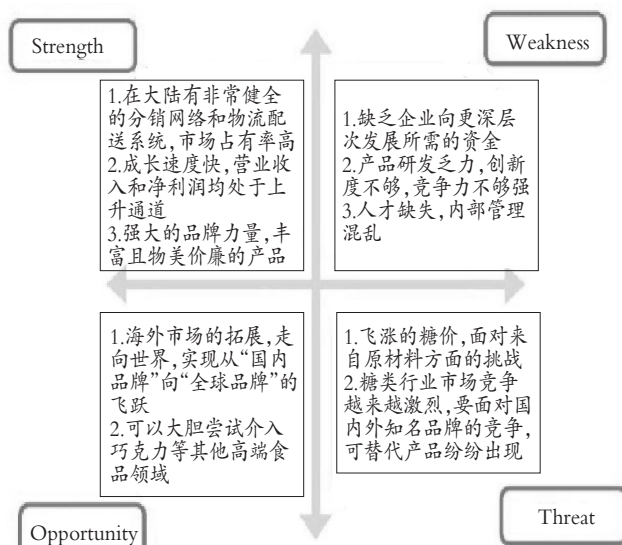 Strength
Weakness
1.在大陆有非常健全
的分销网络和物流配
送系统,市场占有率高
2.成长速度快,营业收
入和净利润均处于上
升通道
3.强大的品牌力量,丰
富且物美价廉的产品
1.缺乏企业向更深层
次发展所需的资金
2.产品研发乏力,创新
度不够,竞争力不够强
3.人才缺失,内部管理
混乱
1.海外市场的拓展,走
向世界,实现从“国内
品牌”向“全球品牌”的
飞跃
2.可以大胆尝试介入
巧克力等其他高端食
品领域
1.飞涨的糖价,面对来
自原材料方面的挑战
2.糖类行业市场竞争
越来越激烈,要面对国
内外知名品牌的竞争,
可替代产品纷纷出现
Opportunity
Threat